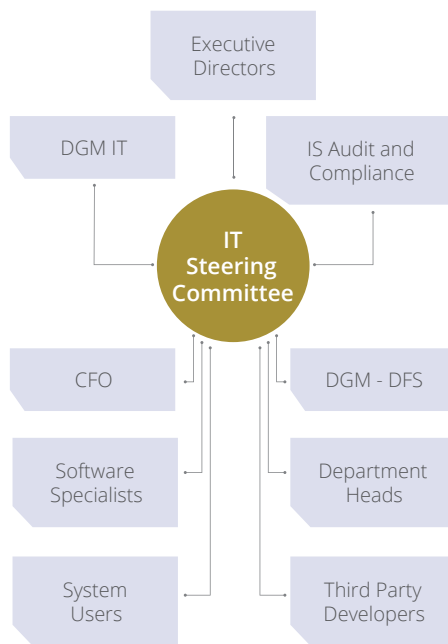 Executive
Directors
DGM IT
IS Audit and
Compliance
IT
Steering
Committee
CFO
DGM - DFS
Software
Specialists
Department
Heads
System
Users
Third Party
Developers